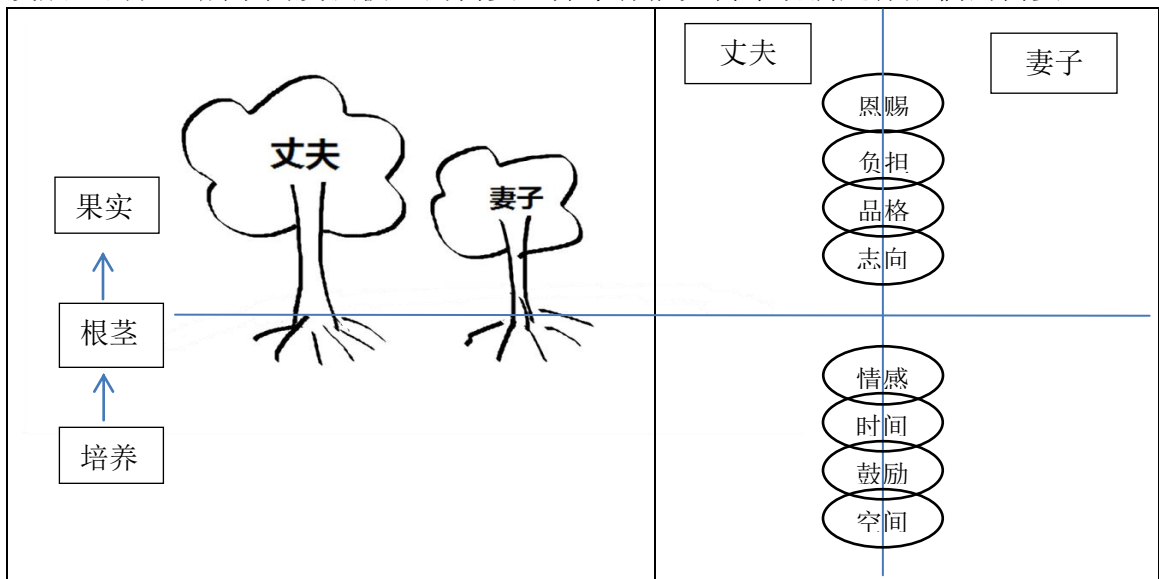 丈夫
妻子
果实
根茎
培养
丈夫
妻子
恩赐
负担
品格
志向
情感
时间
鼓励
空间